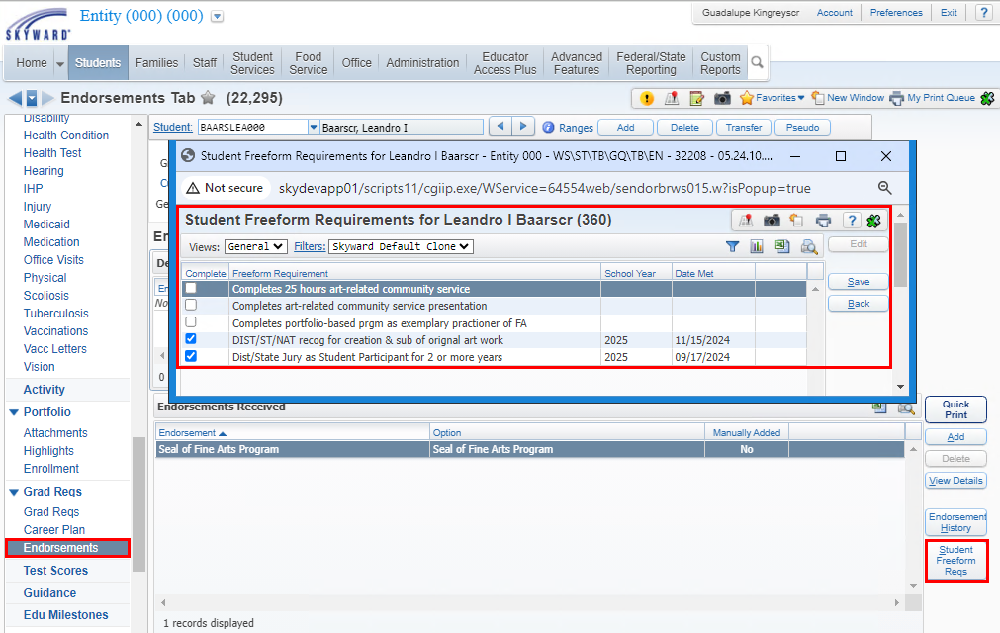 SKYWARD
Entity (000) (000)
Guadalupe Kingreyscr
Account
Preferences
Exit
?
Home
Students
Families
Staff
Student Services
Food Service
Office
Administration
Educator Access Plus
Advanced Features
Federal/State Reporting
Custom Reports
Endorsements Tab
(22,295)
Favorites
New Window
My Print Queue
Disability
Health Condition
Health Test
Hearing
IHP
Injury
Medicaid
Medication
Office Visits
Physical
Scoliosis
Tuberculosis
Vaccinations
Vacc Letters
Vision
Activity
Portfolio
Attachments
Highlights
Enrollment
Grad Reqs
Grad Reqs
Career Plan
Endorsements
Test Scores
Guidance
Edu Milestones
Student:
BAARSLEA000
Baarscr, Leandro I
Ranges
Add
Delete
Transfer
Pseudo
Student Freeform Requirements for Leandro I Baarscr - Entity 000 - WS\ST\TB\GQ\TB\EN - 32208 - 05.24.10....
Not secure
skydevapp01/scripts11/cgiip.exe/WService=64554web/sendorbrws015.w?isPopup=true
Student Freeform Requirements for Leandro I Baarscr (360)
?
Views:
General
Filters:
Skyward Default Clone
Edit
Save
Back
Complete
Freeform Requirement
School Year
Date Met
Completes 25 hours art-related community service
Completes art-related community service presentation
Completes portfolio-based prgm as exemplary practioner of FA
DIST/ST/NAT recog for creation & sub of orignal art work
2025
11/15/2024
Dist/State Jury as Student Participant for 2 or more years
2025
09/17/2024
0
Endorsements Received
Endorsement
Option
Manually Added
Seal of Fine Arts Program
Seal of Fine Arts Program
No
1 records displayed
Quick Print
Add
Delete
View Details
Endorsement History
Student Freeform Reqs